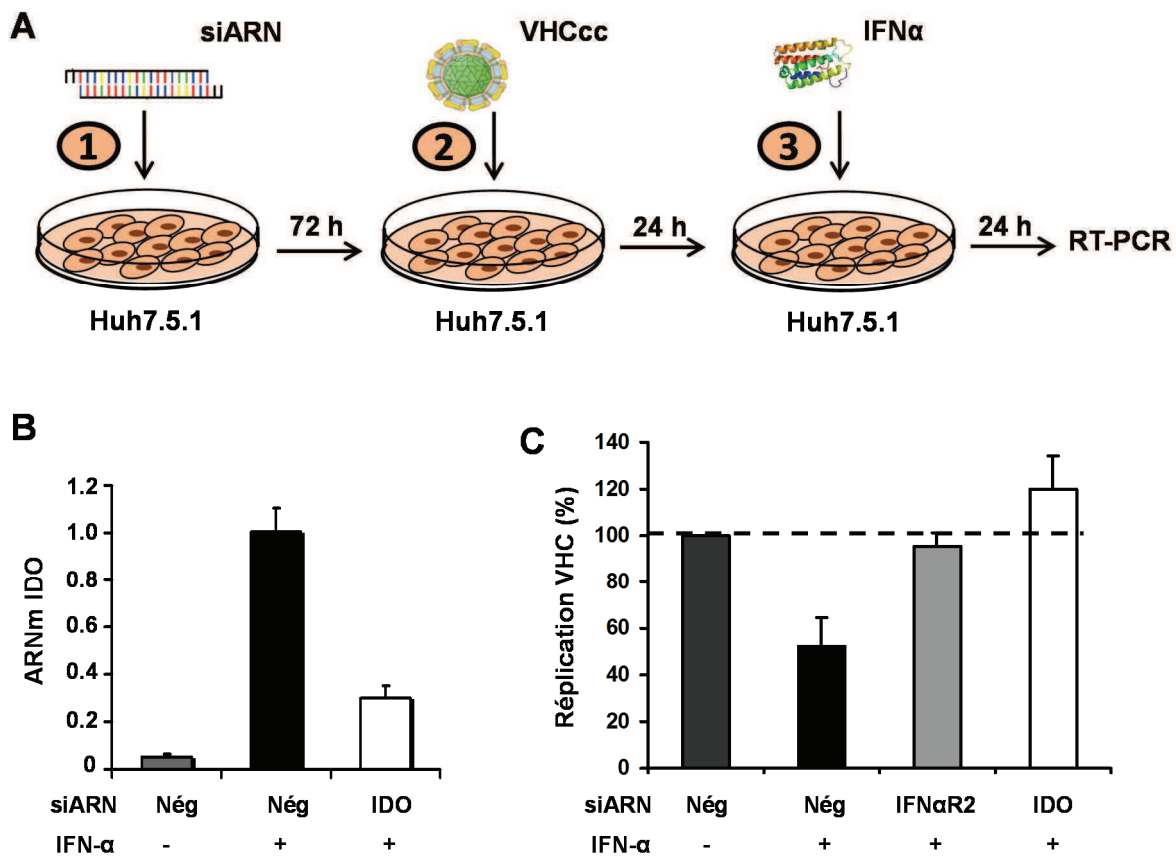 A
siARN
VHCcc
IFNα
1
2
3
72 h
24 h
24 h
RT-PCR
Huh7.5.1
Huh7.5.1
Huh7.5.1
B
ARNm IDO
1.2
1.0
0.8
0.6
0.4
0.2
0
siARN Nég Nég IDO
IFN-α - + +
C
Réplication VHC (%)
140
120
100
80
60
40
20
0
siARN Nég Nég IFNαR2 IDO
IFN-α - + + +